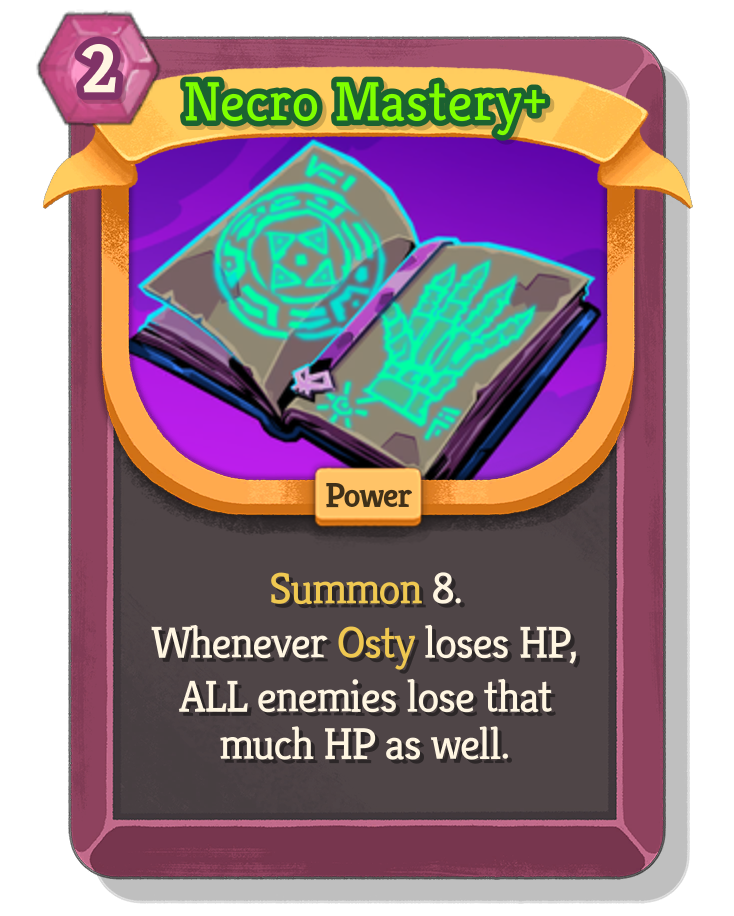 2
Necro Mastery+
Power
Summon 8.
Whenever Osty loses HP,
ALL enemies lose that
much HP as well.